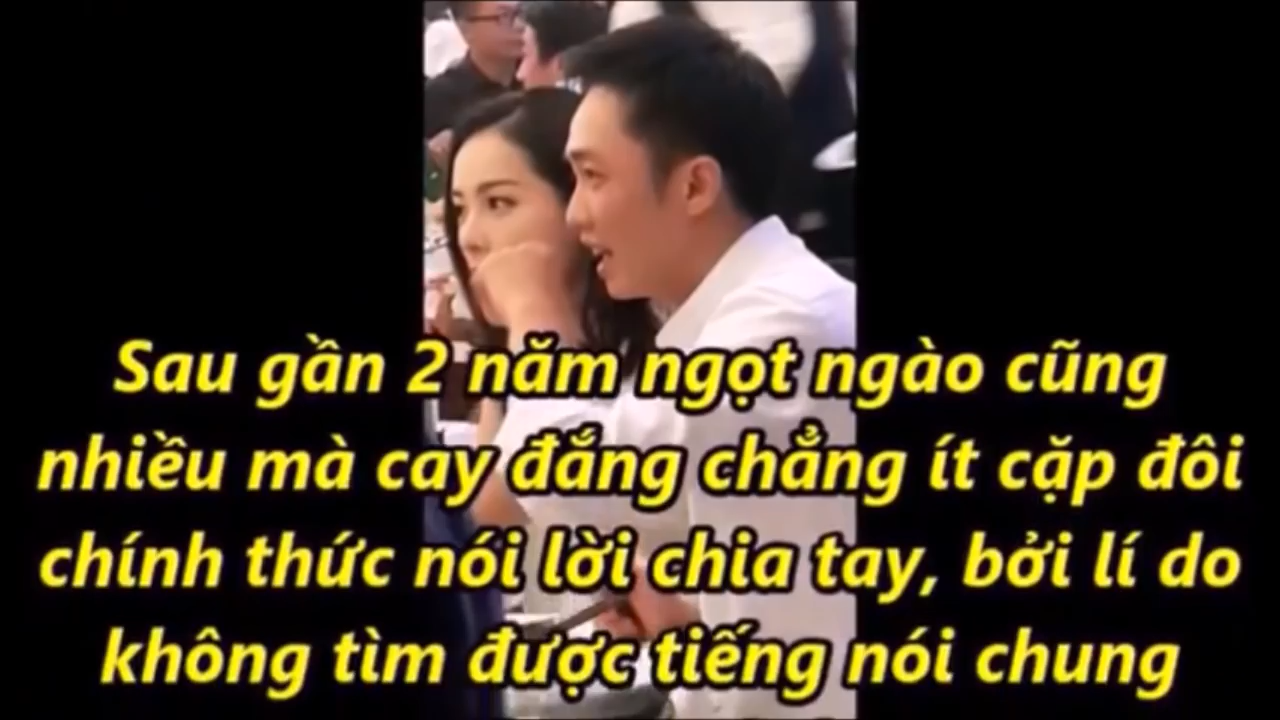 Sau gần 2 năm ngọt ngào cũng
nhiều mà cay đắng chẳng ít cặp đôi
chính thức nói lời chia tay, bởi lí do
không tìm được tiếng nói chung